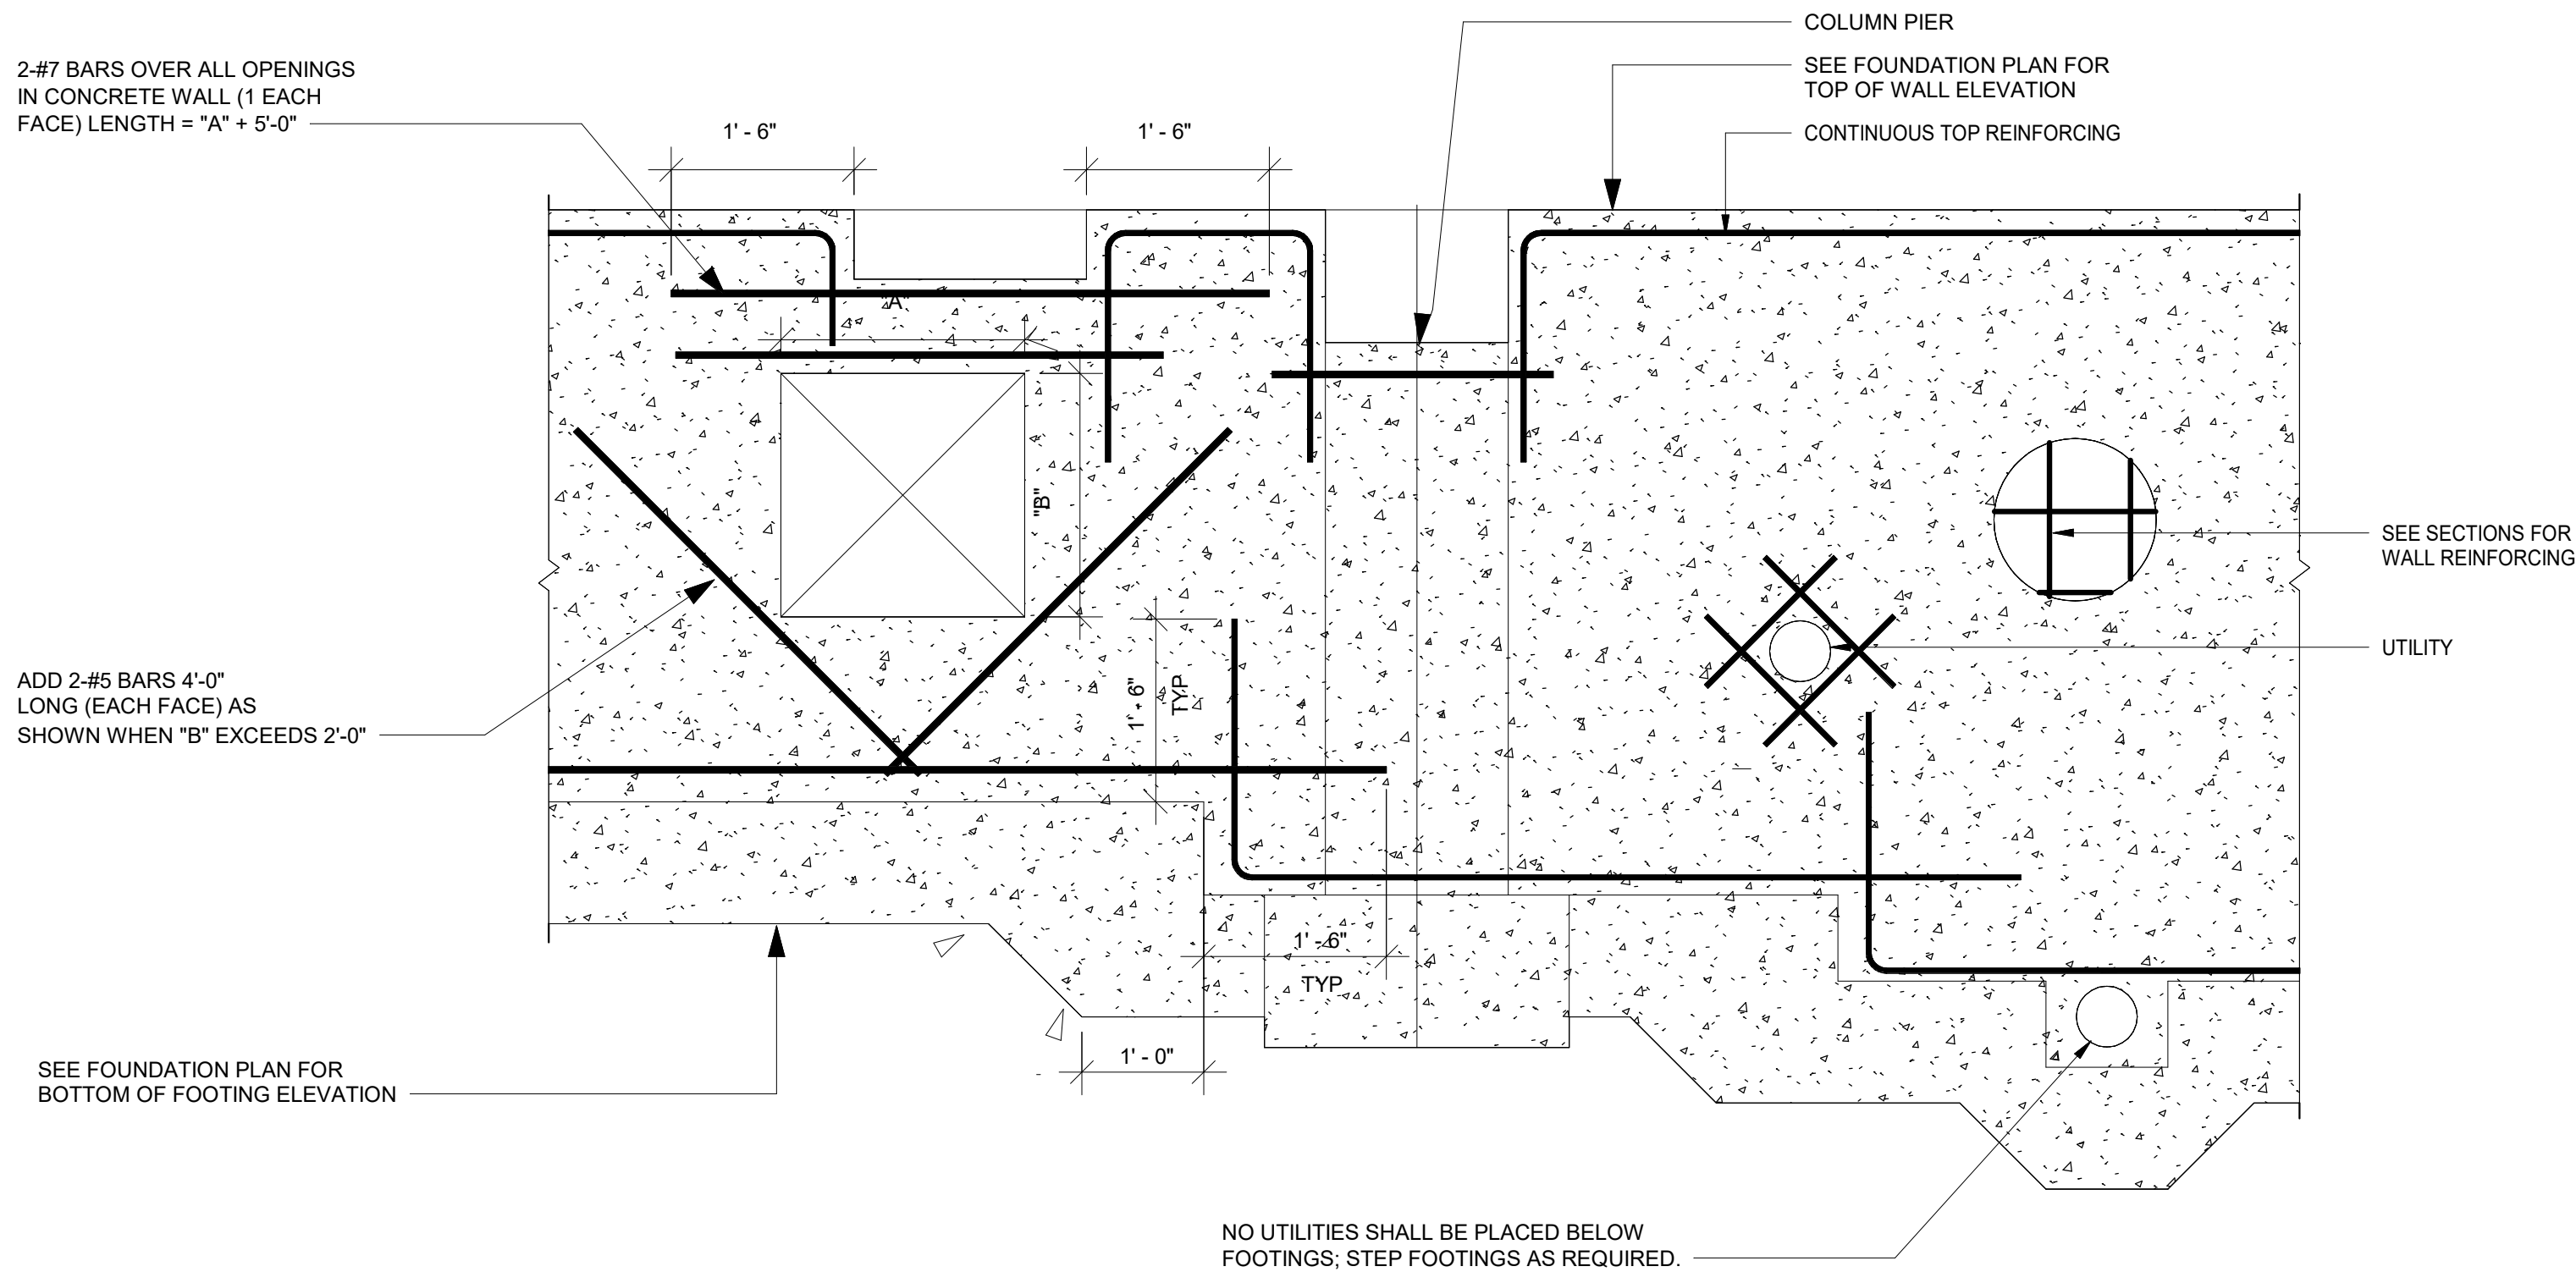 COLUMN PIER
SEE FOUNDATION PLAN FOR
TOP OF WALL ELEVATION
CONTINUOUS TOP REINFORCING
2-#7 BARS OVER ALL OPENINGS
IN CONCRETE WALL (1 EACH
FACE) LENGTH = "A" + 5'-0"
1' - 6"
1' - 6"
"A"
"B"
SEE SECTIONS FOR
WALL REINFORCING
UTILITY
ADD 2-#5 BARS 4'-0"
LONG (EACH FACE) AS
SHOWN WHEN "B" EXCEEDS 2'-0"
1' - 6"
TYP
1' - 6"
TYP
1' - 0"
SEE FOUNDATION PLAN FOR
BOTTOM OF FOOTING ELEVATION
NO UTILITIES SHALL BE PLACED BELOW
FOOTINGS; STEP FOOTINGS AS REQUIRED.